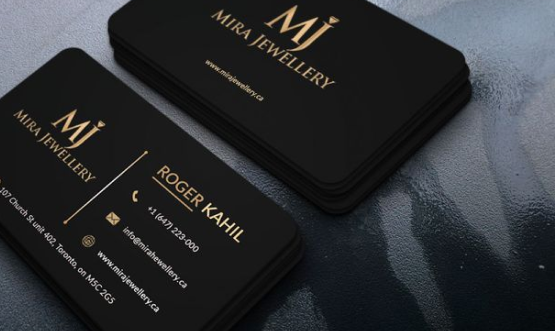 MJ
MIRA JEWELLERY
www.mirajewellery.ca
MJ
MIRA JEWELLERY
ROGER KAHIL
+1 (647) 223-000
info@mirahewellery.ca
www.mirajewellery.ca
107 Church St unit 402, Toronto, on M5C 2G5